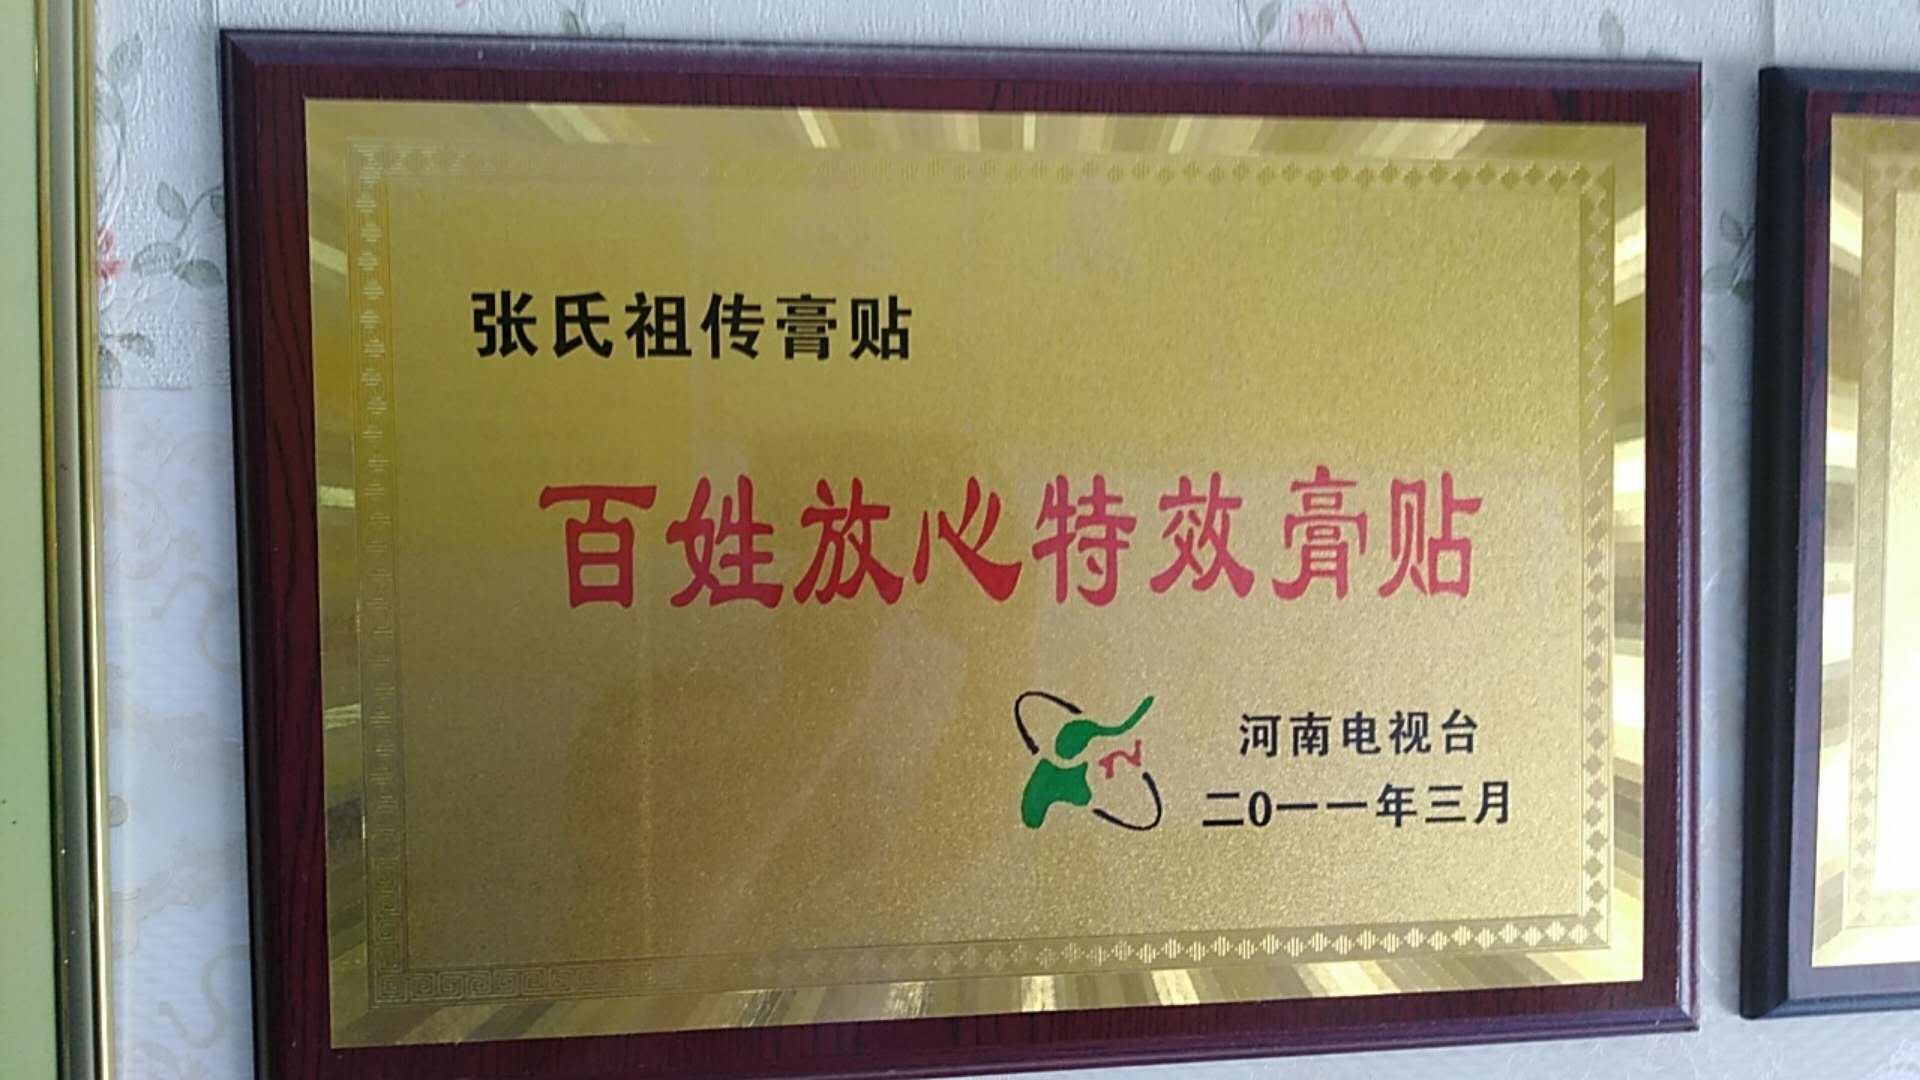 张氏祖传膏贴
百姓放心特效膏贴
2
河南电视台
二0一一年三月